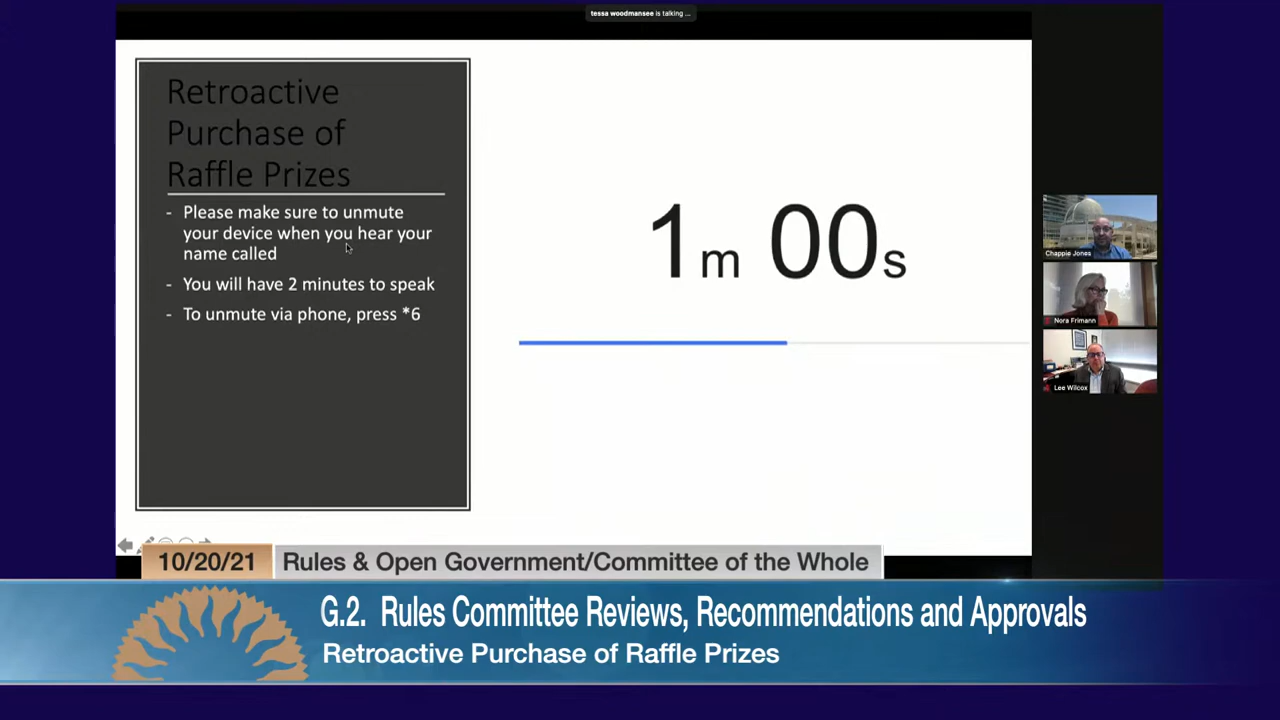 tessa woodmansee is talking ...
Retroactive
Purchase of
Raffle Prizes
- Please make sure to unmute
your device when you hear your
name called
- You will have 2 minutes to speak
- To unmute via phone, press *6
1m 00s
Chappie Jones
Nora Frimann
Lee Wilcox
10/20/21
Rules & Open Government/Committee of the Whole
G.2. Rules Committee Reviews, Recommendations and Approvals
Retroactive Purchase of Raffle Prizes